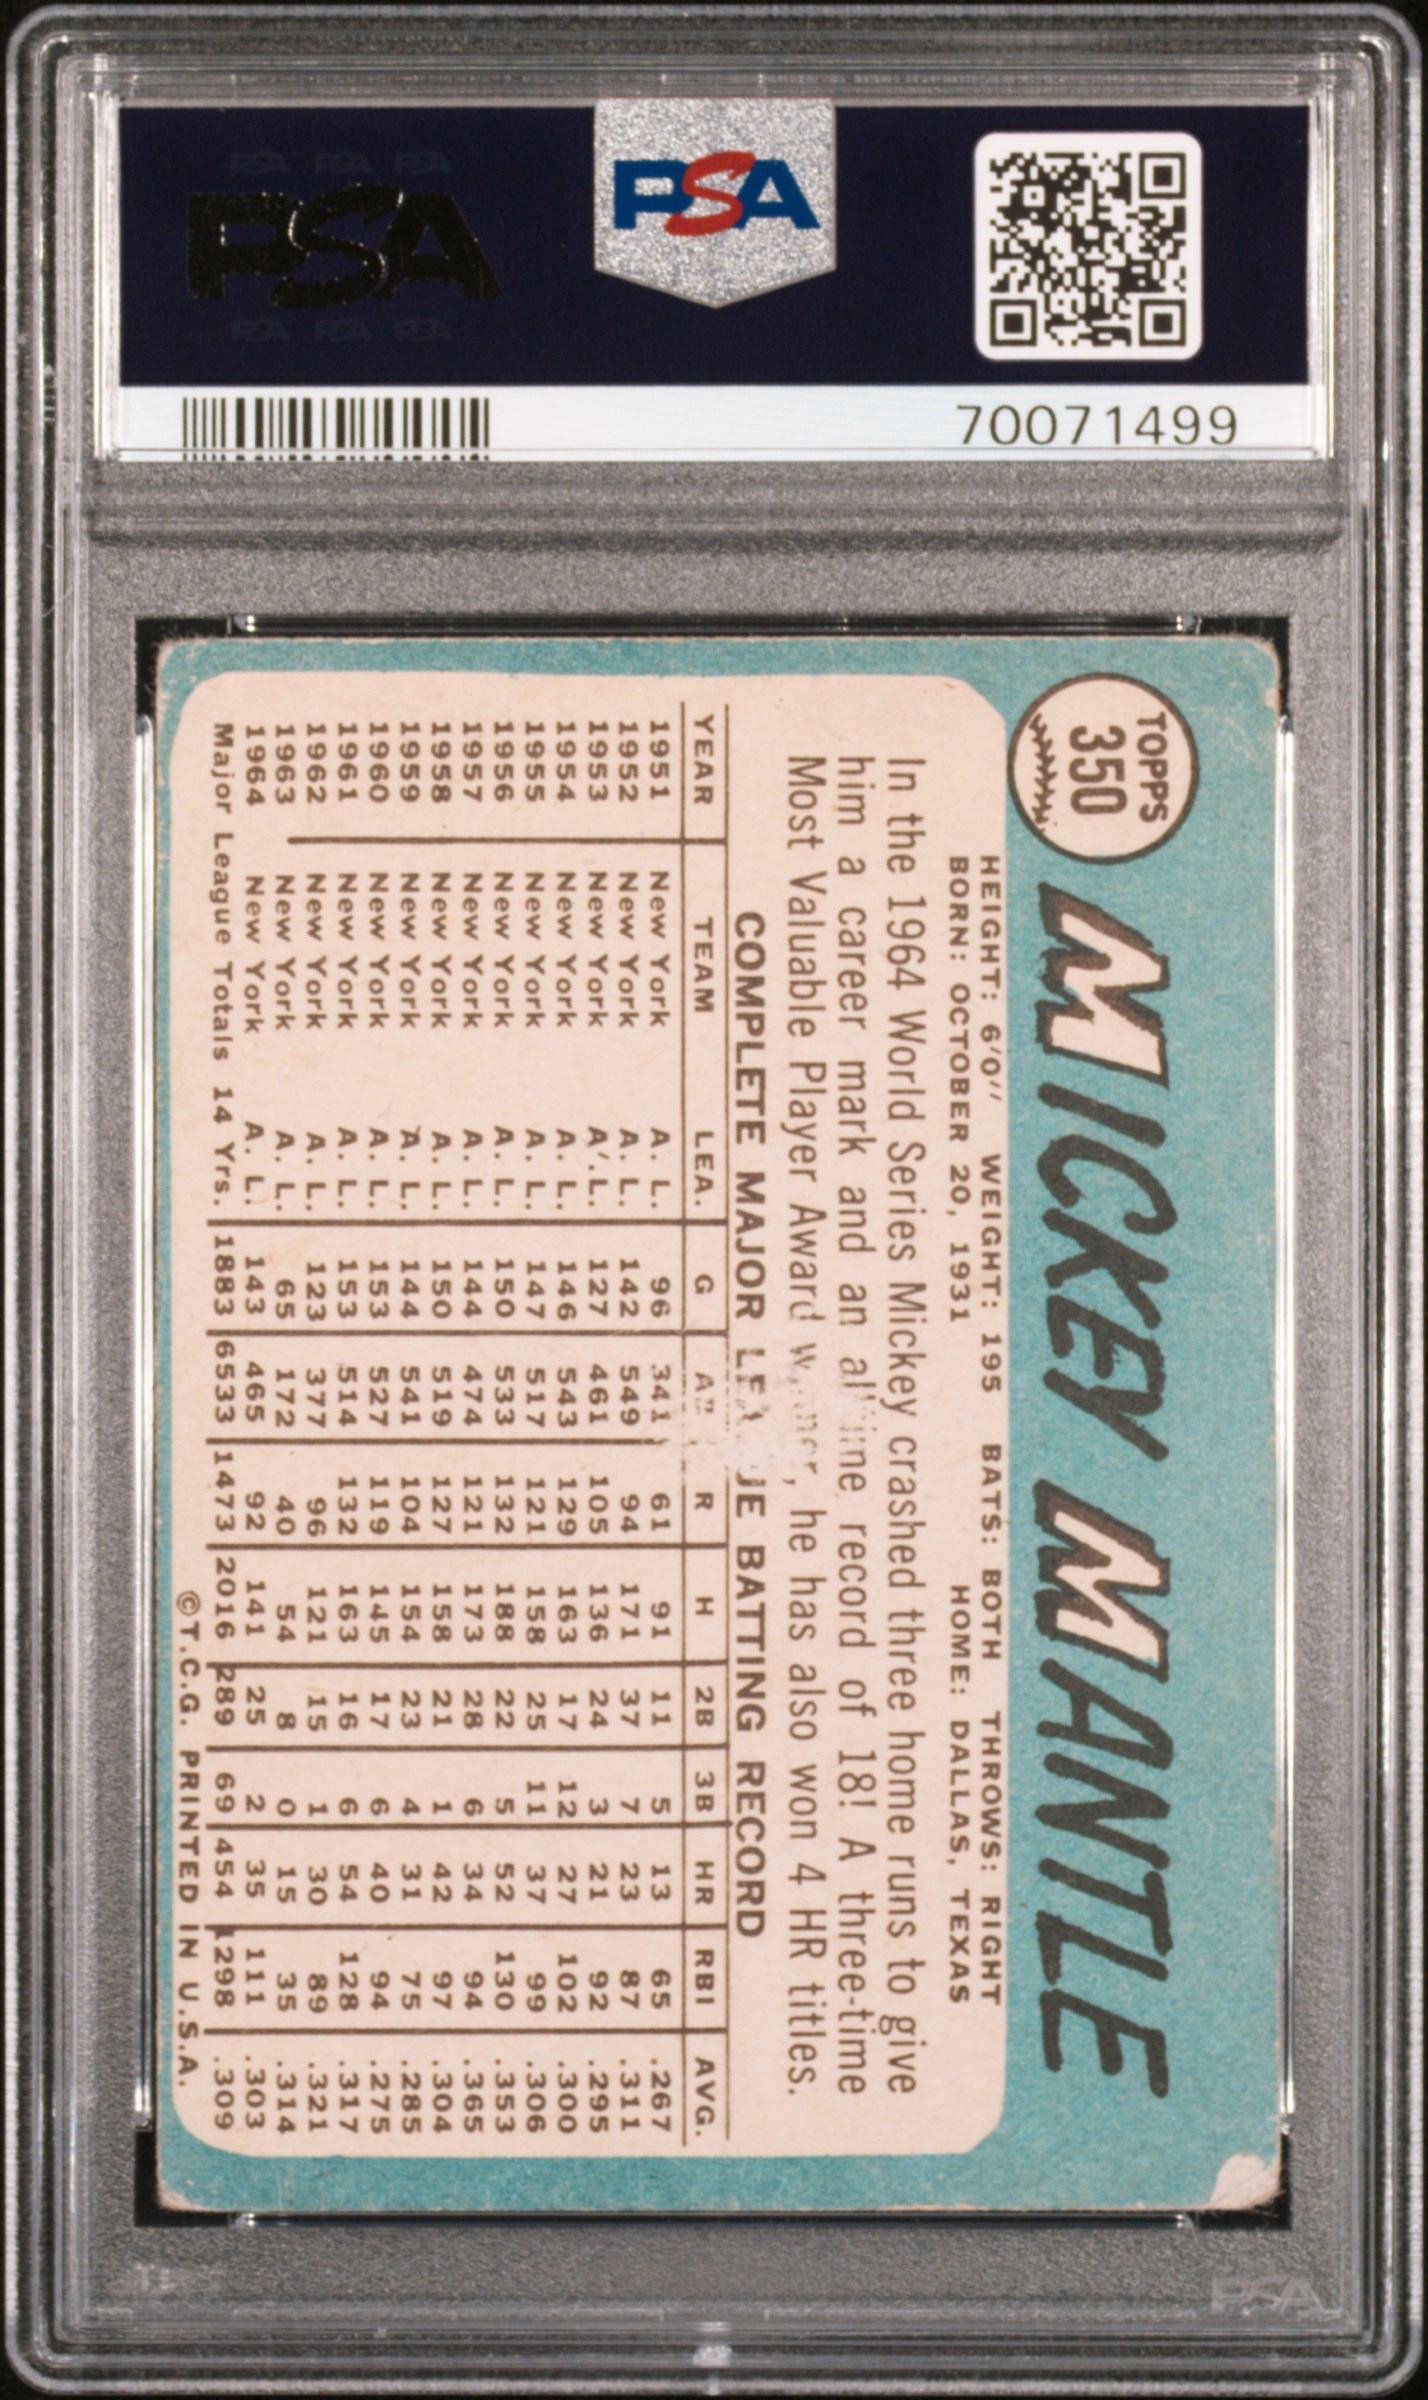 PSA PSA PSA
PSA
PSA PSA PSA
PSA
70071499
TOPPS
350
MICKEY MANTLE
HEIGHT: 6'0'' WEIGHT: 195 BATS: BOTH THROWS: RIGHT
BORN: OCTOBER 20, 1931 HOME: DALLAS, TEXAS
In the 1964 World Series Mickey crashed three home runs to give
him a career mark and an record of 18! A three-time
Most Valuable Player Award he has also won 4 HR titles.
COMPLETE MAJOR BATTING RECORD
YEAR TEAM LEA. G R H 2B 3B HR RBI AVG.
1951 New York A. L. 96 341 61 91 11 5 13 65 .267
1952 New York A. L. 142 549 94 171 37 7 23 87 .311
1953 New York A. L. 127 461 105 136 24 3 21 92 .295
1954 New York A. L. 146 543 129 163 17 12 27 102 .300
1955 New York A. L. 147 517 121 158 25 11 37 99 .306
1956 New York A. L. 150 533 132 188 22 5 52 130 .353
1957 New York A. L. 144 474 121 173 28 6 34 94 .365
1958 New York A. L. 150 519 127 158 21 1 42 97 .304
1959 New York A. L. 144 541 104 154 23 4 31 75 .285
1960 New York A. L. 153 527 119 145 17 6 40 94 .275
1961 New York A. L. 153 514 132 163 16 6 54 128 .317
1962 New York A. L. 123 377 96 121 15 1 30 89 .321
1963 New York A. L. 65 172 40 54 8 0 15 35 .314
1964 New York A. L. 143 465 92 141 25 2 35 111 .303
Major League Totals 14 Yrs. 1883 6533 1473 2016 289 69 454 1298 .309
©T.C.G. PRINTED IN U.S.A.
PSA